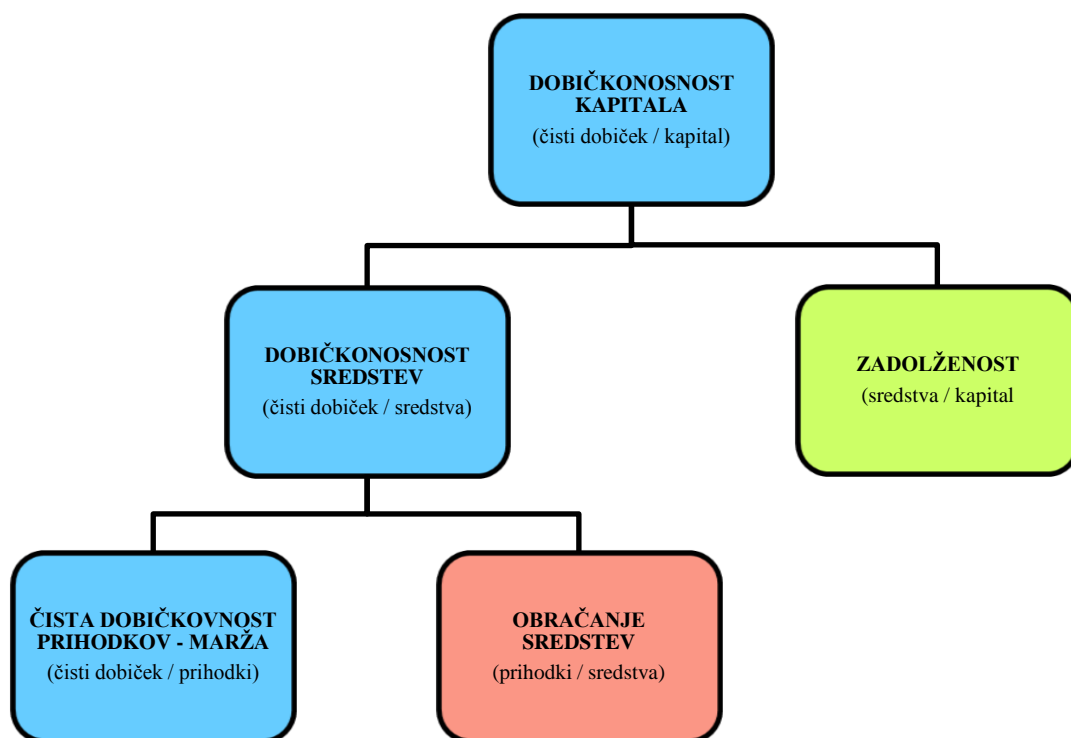 DOBIČKONOSNOST
KAPITALA
(čisti dobiček / kapital)
DOBIČKONOSNOST
SREDSTEV
(čisti dobiček / sredstva)
ZADOLŽENOST
(sredstva / kapital
ČISTA DOBIČKOVNOST
PRIHODKOV - MARŽA
(čisti dobiček / prihodki)
OBRAČANJE
SREDSTEV
(prihodki / sredstva)